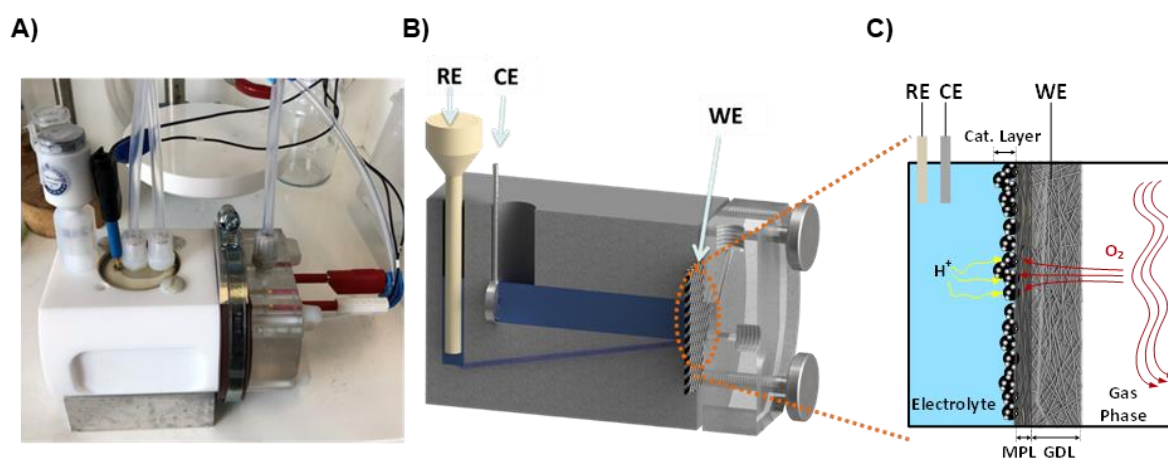 A)
B)
C)
RE
CE
WE
RE CE
WE
Cat. Layer
H+
O2
Electrolyte
Gas
Phase
MPL GDL